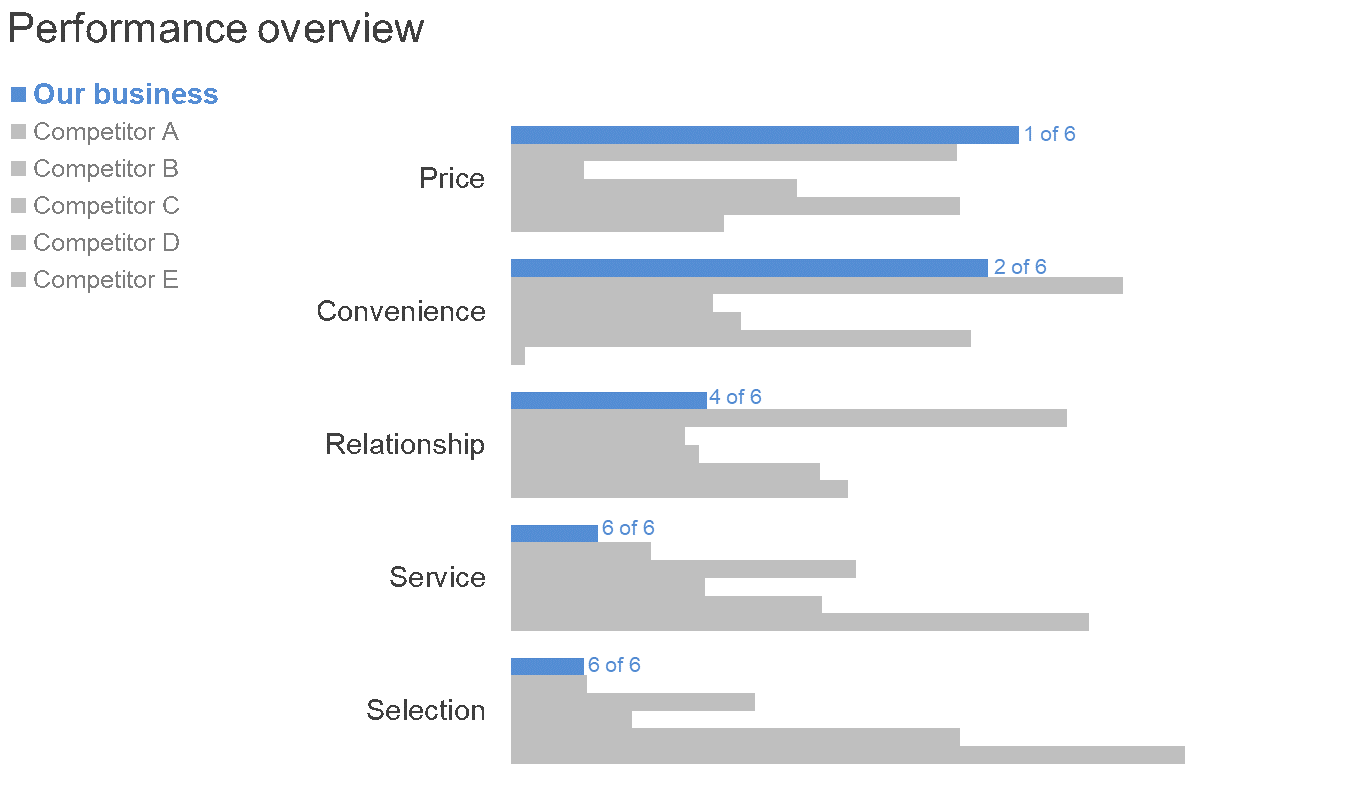 Performance overview
Our business
Competitor A
Competitor B
Competitor C
Competitor D
Competitor E
Price
1 of 6
Convenience
2 of 6
Relationship
4 of 6
Service
6 of 6
Selection
6 of 6